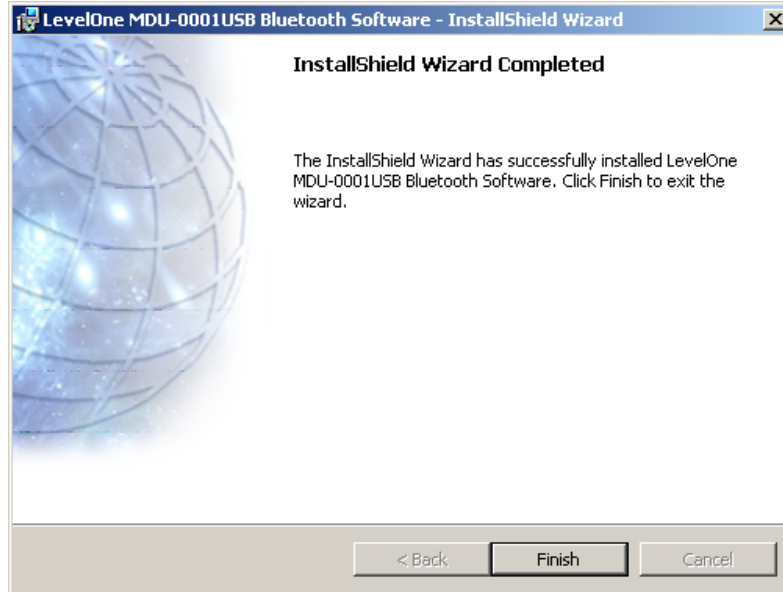 LevelOne MDU-0001USB Bluetooth Software - InstallShield Wizard
InstallShield Wizard Completed
The InstallShield Wizard has successfully installed LevelOne
MDU-0001USB Bluetooth Software. Click Finish to exit the
wizard.
< Back
Finish
Cancel